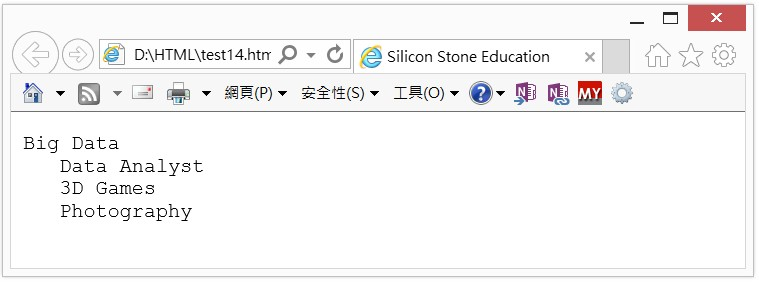 D:\HTML\test14.htm
Silicon Stone Education
網頁(P) 安全性(S) 工具(O) ? N N MY
Big Data
Data Analyst
3D Games
Photography